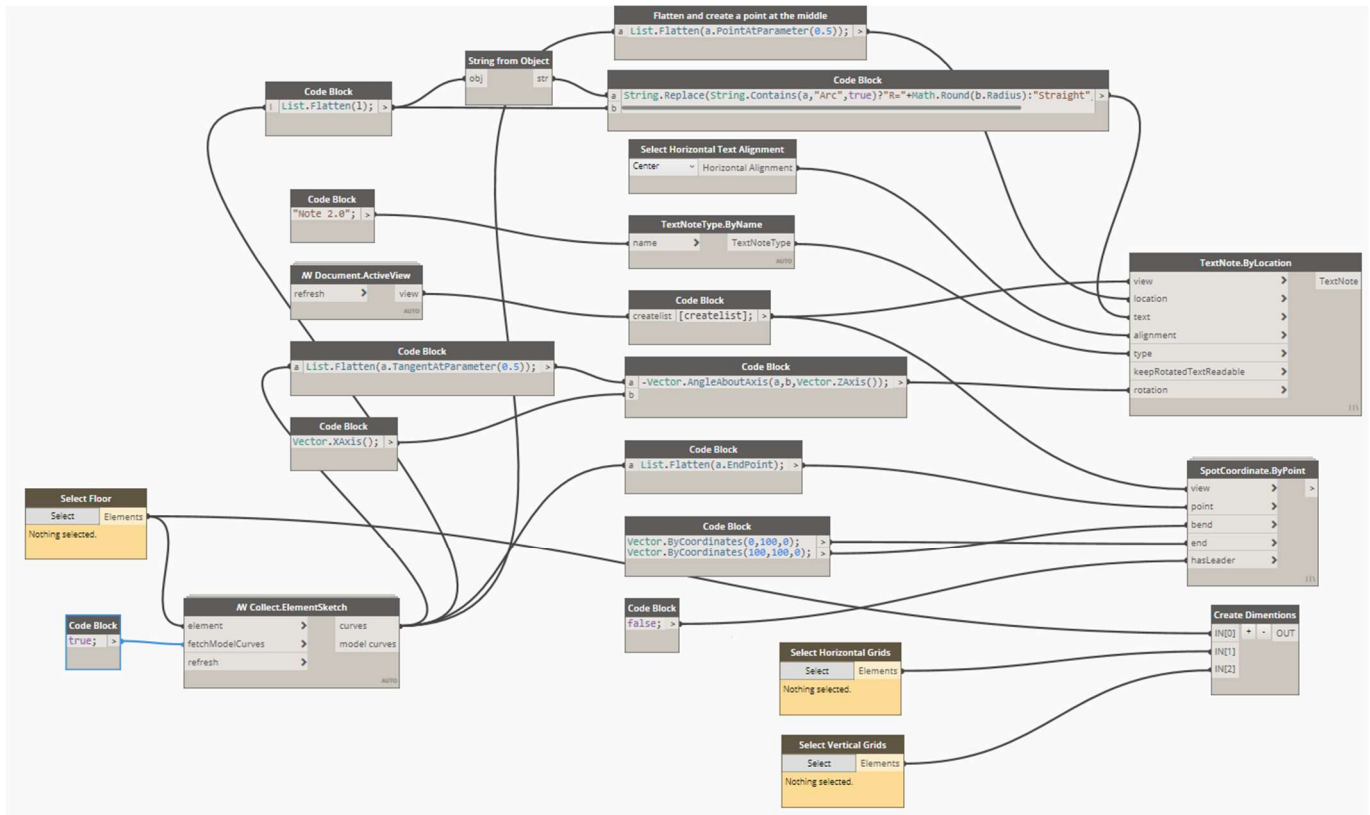 Flatten and create a point at the middle
a List.Flatten(a.PointAtParameter(0.5)); >
String from Object
obj str
Code Block
l List.Flatten(l); >
Code Block
a String.Replace(String.Contains(a,"Arc",true)?"R="+Math.Round(b.Radius):"Straight", >
b
Select Horizontal Text Alignment
Center Horizontal Alignment
Code Block
"Note 2.0"; >
TextNoteType.ByName
name > TextNoteType
AUTO
Document.ActiveView
refresh > view
AUTO
Code Block
createlist [createlist]; >
TextNote.ByLocation
view > TextNote
location >
text >
alignment >
type >
keepRotatedTextReadable >
rotation >
Code Block
a List.Flatten(a.TangentAtParameter(0.5)); >
Code Block
a -Vector.AngleAboutAxis(a,b,Vector.ZAxis()); >
b
Code Block
Vector.XAxis(); >
Code Block
a List.Flatten(a.EndPoint); >
SpotCoordinate.ByPoint
view > >
point >
bend >
end >
hasLeader >
Select Floor
Select Elements
Nothing selected.
Code Block
Vector.ByCoordinates(0,100,0); >
Vector.ByCoordinates(100,100,0); >
Code Block
true; >
Collect.ElementSketch
element > curves
fetchModelCurves > model curves
refresh >
AUTO
Code Block
false; >
Create Dimentions
IN[0] + - OUT
IN[1]
IN[2]
Select Horizontal Grids
Select Elements
Nothing selected.
Select Vertical Grids
Select Elements
Nothing selected.